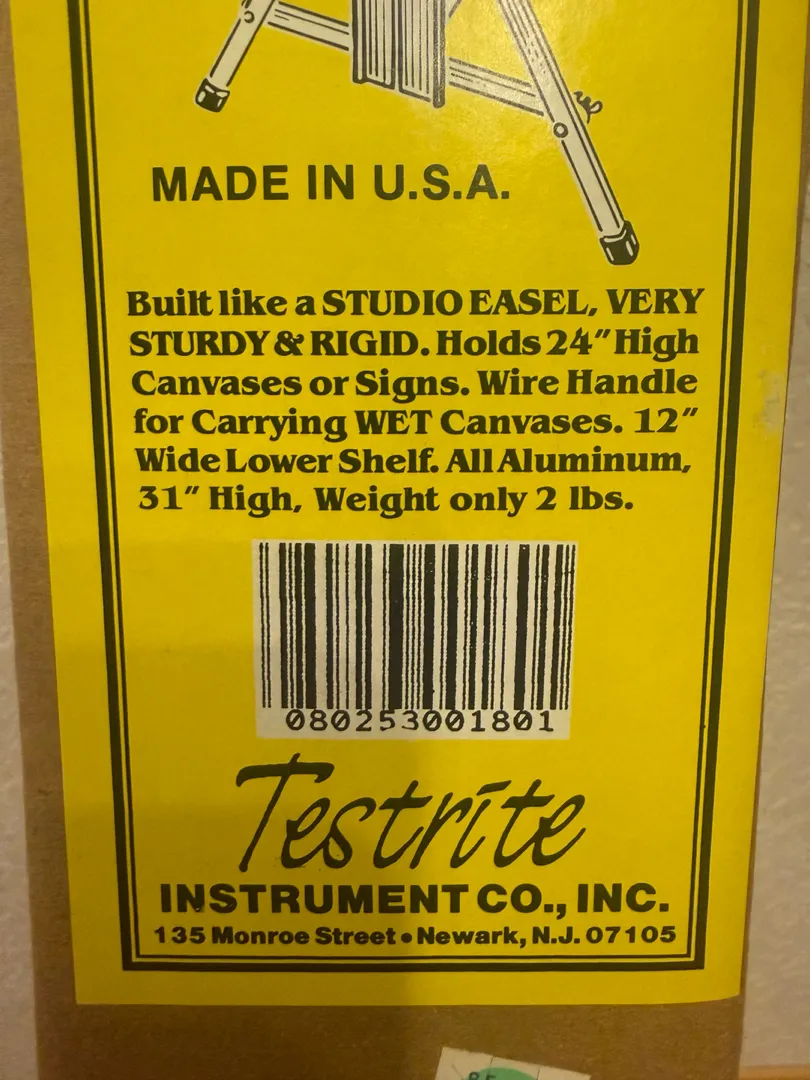 MADE IN U.S.A.
Built like a STUDIO EASEL, VERY
STURDY & RIGID. Holds 24" High
Canvases or Signs. Wire Handle
for Carrying WET Canvases. 12"
Wide Lower Shelf. All Aluminum,
31" High, Weight only 2 lbs.
080253001801
Testrite
INSTRUMENT CO., INC.
135 Monroe Street • Newark, N.J. 07105